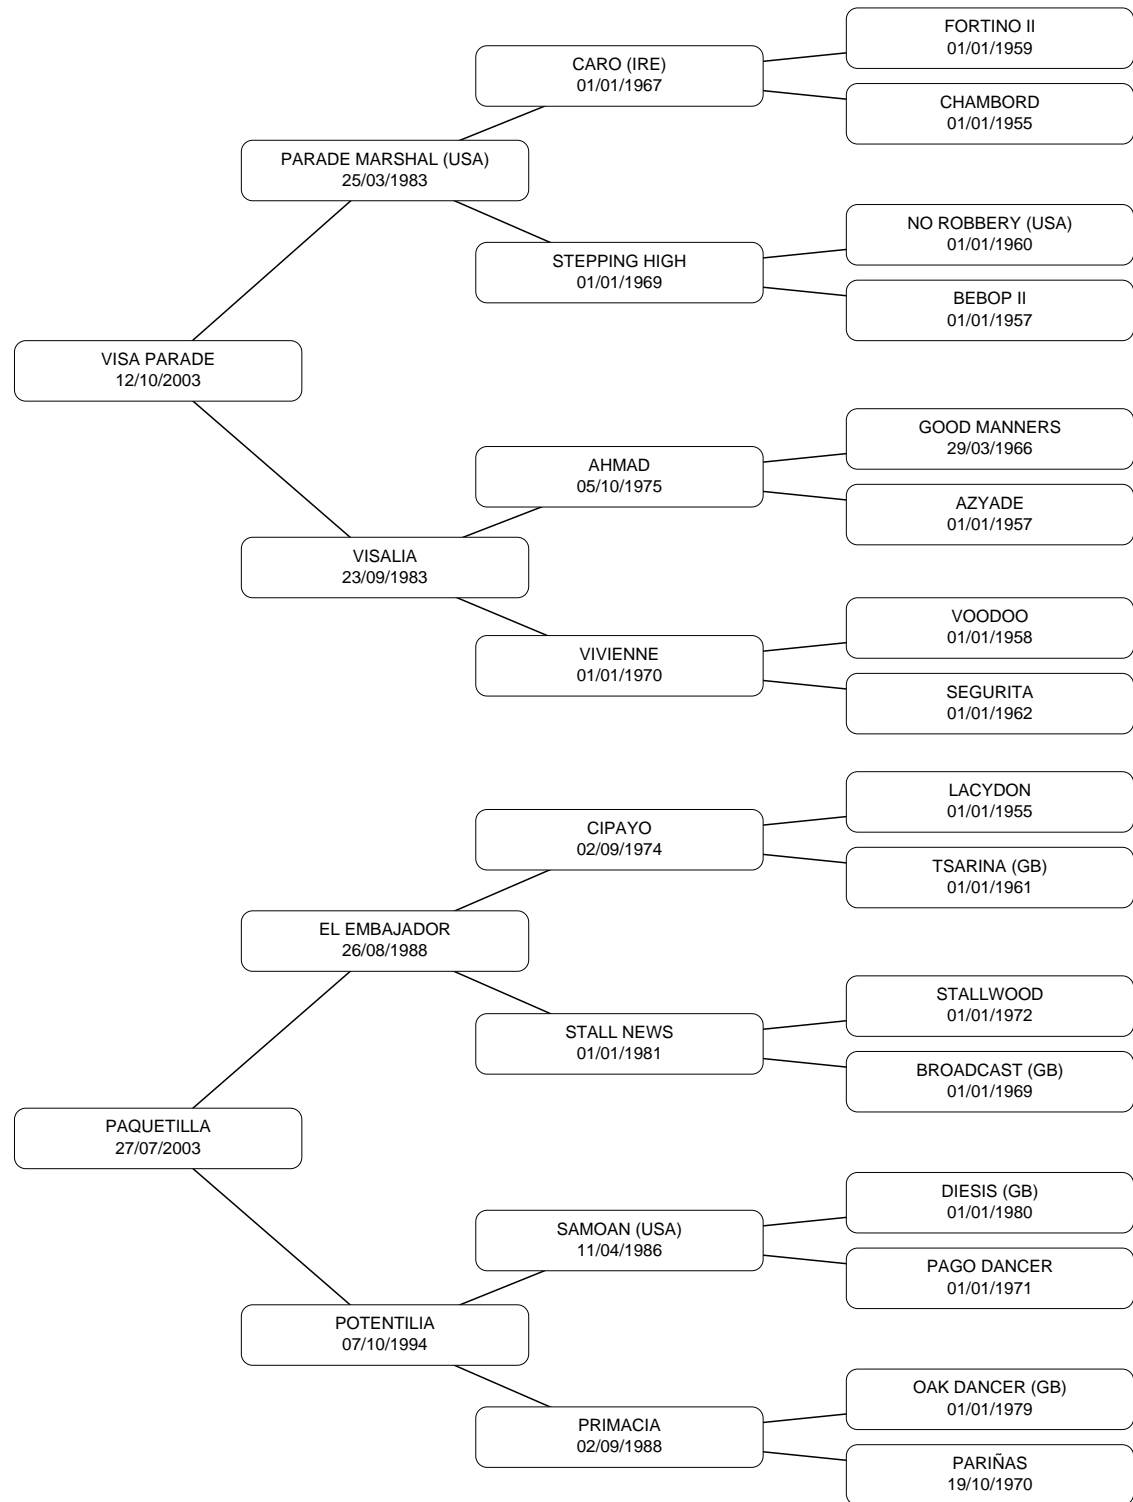 FORTINO II
01/01/1959
CARO (IRE)
01/01/1967
CHAMBORD
01/01/1955
PARADE MARSHAL (USA)
25/03/1983
NO ROBBERY (USA)
01/01/1960
STEPPING HIGH
01/01/1969
BEBOP II
01/01/1957
VISA PARADE
12/10/2003
GOOD MANNERS
29/03/1966
AHMAD
05/10/1975
AZYADE
01/01/1957
VISALIA
23/09/1983
VOODOO
01/01/1958
VIVIENNE
01/01/1970
SEGURITA
01/01/1962
LACYDON
01/01/1955
CIPAYO
02/09/1974
TSARINA (GB)
01/01/1961
EL EMBAJADOR
26/08/1988
STALLWOOD
01/01/1972
STALL NEWS
01/01/1981
BROADCAST (GB)
01/01/1969
PAQUETILLA
27/07/2003
DIESIS (GB)
01/01/1980
SAMOAN (USA)
11/04/1986
PAGO DANCER
01/01/1971
POTENTILIA
07/10/1994
OAK DANCER (GB)
01/01/1979
PRIMACIA
02/09/1988
PARIÑAS
19/10/1970